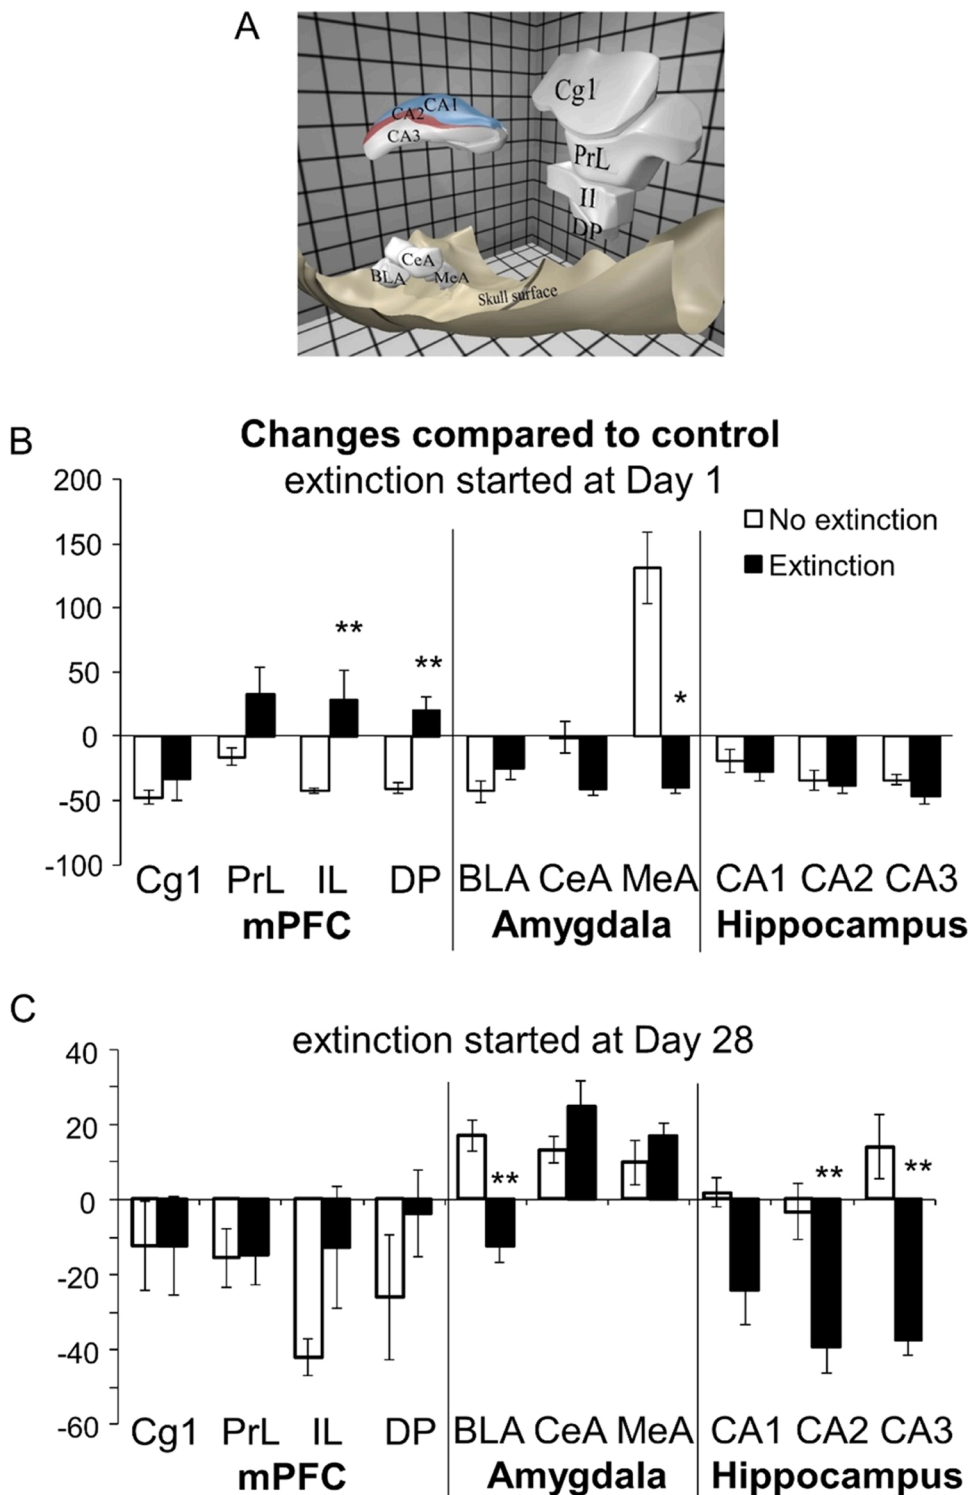 A
Cg1
CA2 CA1
CA3
PrL
Il
DP
CeA
BLA MeA
Skull surface
B
Changes compared to control
extinction started at Day 1
200
No extinction
150
Extinction
100
**
**
50
*
0
-50
-100
Cg1 PrL IL DP BLA CeA MeA CA1 CA2 CA3
mPFC Amygdala Hippocampus
C
extinction started at Day 28
40
20
** ** **
0
-20
-40
-60
Cg1 PrL IL DP BLA CeA MeA CA1 CA2 CA3
mPFC Amygdala Hippocampus